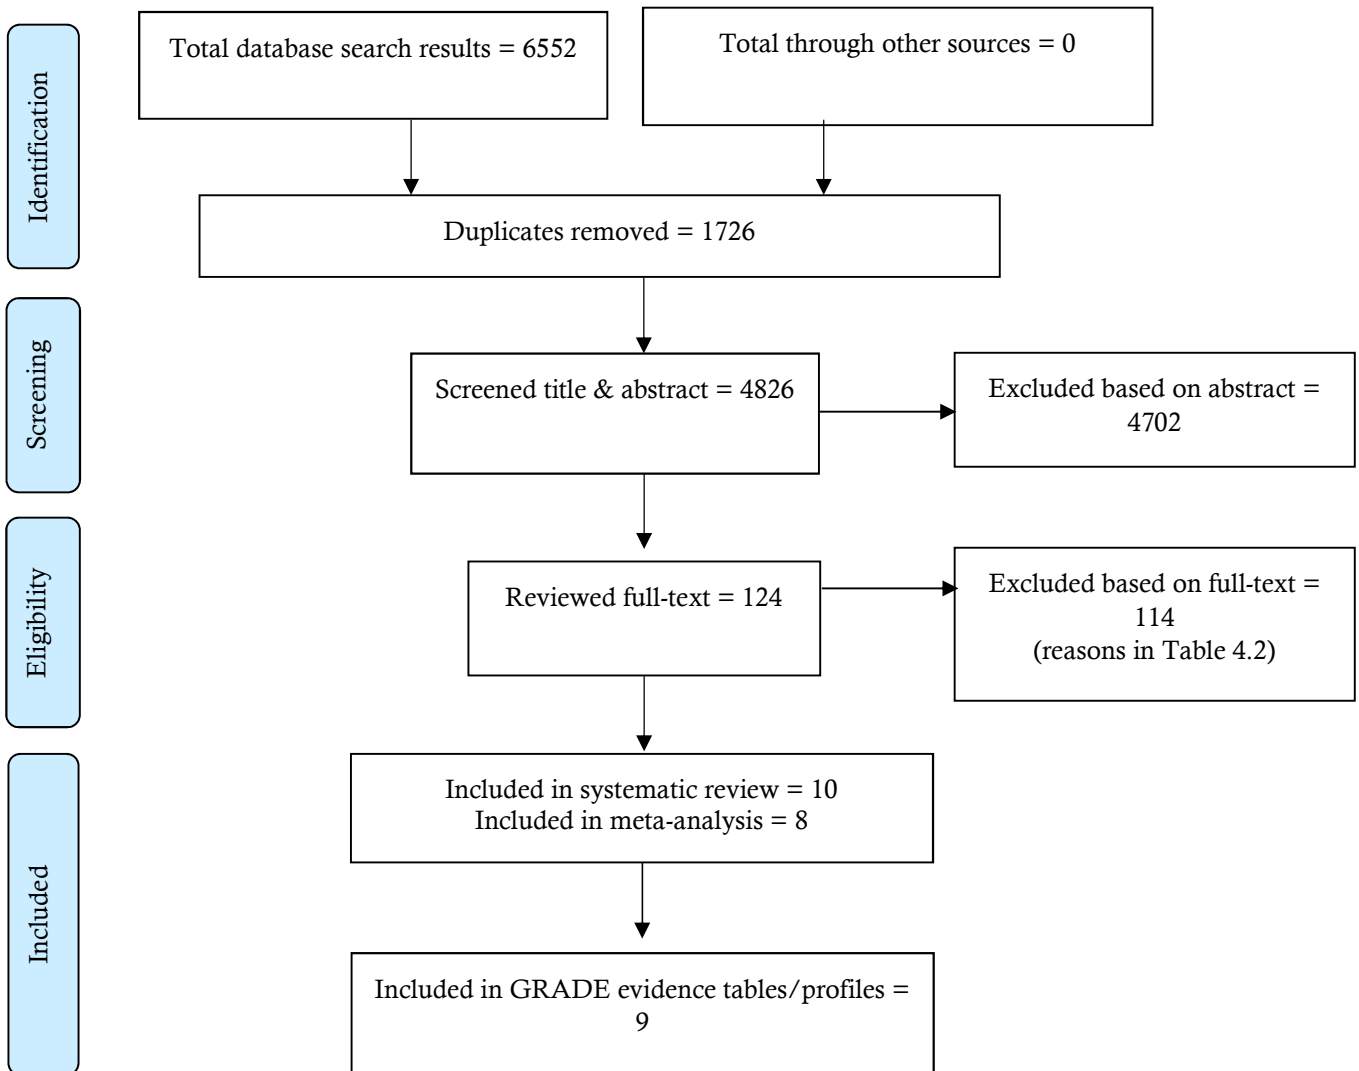 Identification
Total database search results = 6552
Total through other sources = 0
Duplicates removed = 1726
Screening
Screened title & abstract = 4826
Excluded based on abstract =
4702
Eligibility
Reviewed full-text = 124
Excluded based on full-text =
114
(reasons in Table 4.2)
Included
Included in systematic review = 10
Included in meta-analysis = 8
Included in GRADE evidence tables/profiles =
9